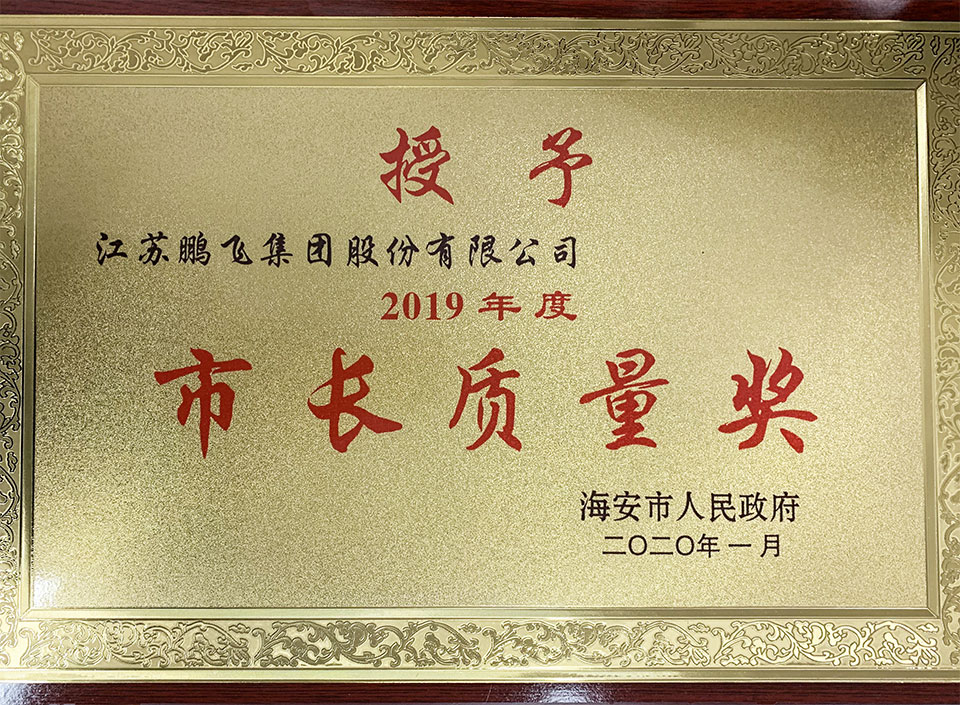 授予
江苏鹏飞集团股份有限公司
2019年度
市长质量奖
海安市人民政府
二〇二〇年一月